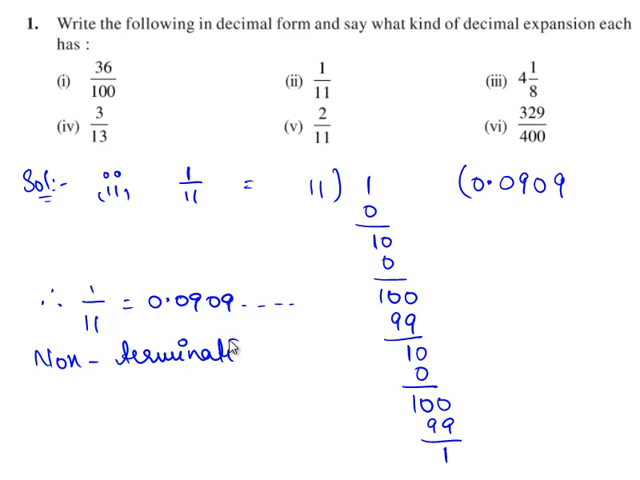 1. Write the following in decimal form and say what kind of decimal expansion each
has :
(i) 36/100 (ii) 1/11 (iii) 4 1/8
(iv) 3/13 (v) 2/11 (vi) 329/400
Sol:- (ii) 1/11 = 11) 1 (0.0909
0
10
0
100
99
10
0
100
99
1
∴ 1/11 = 0.0909....
Non - terminati